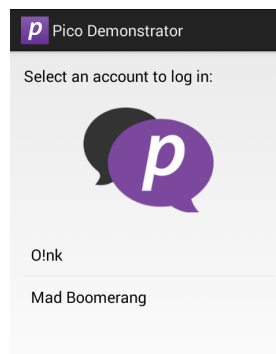 p Pico Demonstrator
Select an account to log in:
p
O!nk
Mad Boomerang